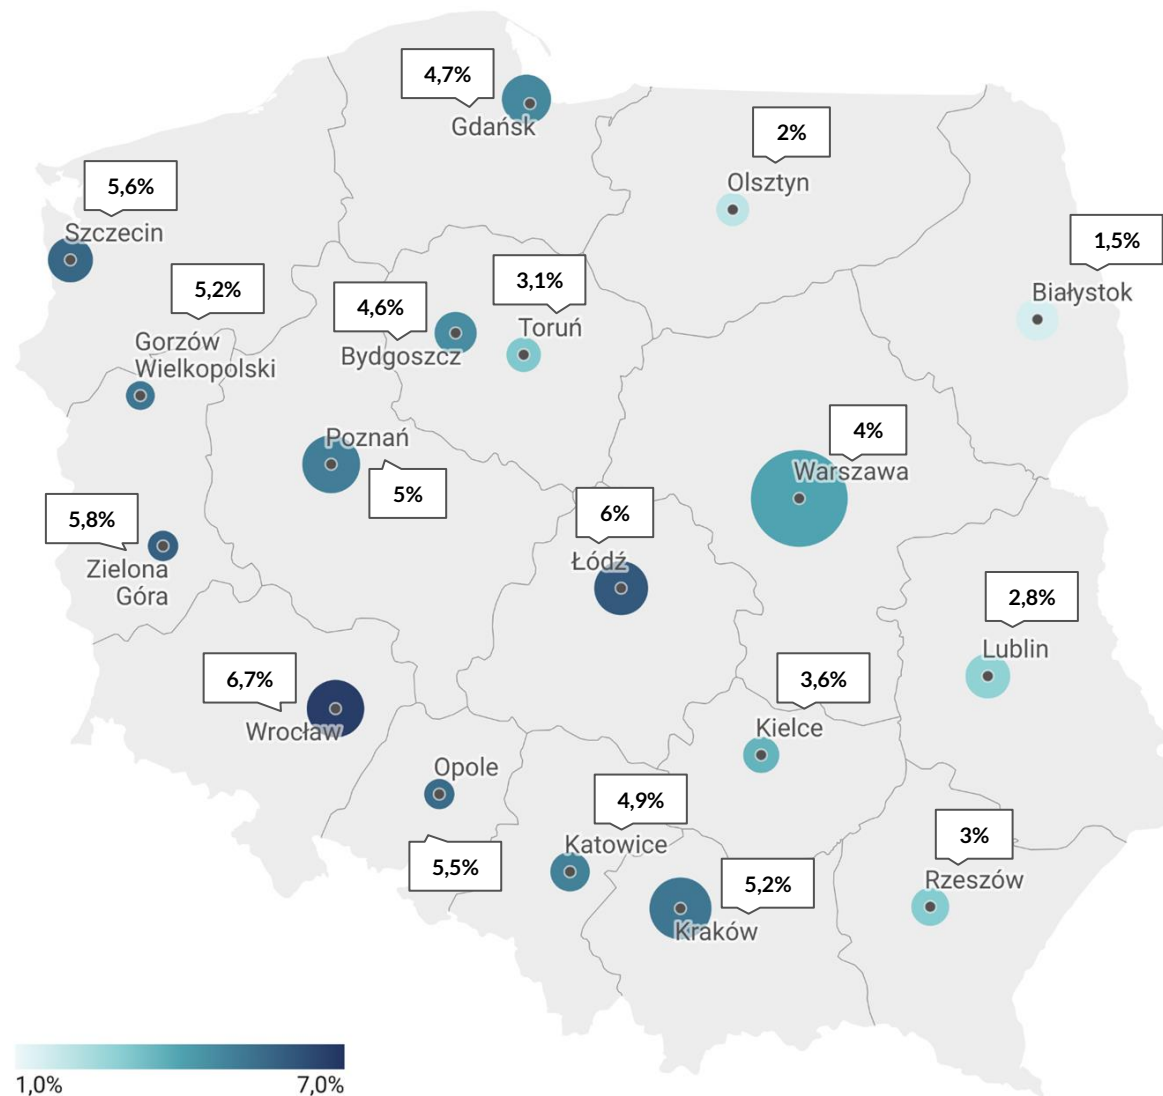 4,7%
Gdańsk
2%
Olsztyn
5,6%
Szczecin
1,5%
Białystok
5,2%
Gorzów
Wielkopolski
4,6%
Bydgoszcz
3,1%
Toruń
Poznań
5%
4%
Warszawa
5,8%
Zielona
Góra
6%
Łódź
2,8%
Lublin
6,7%
Wrocław
3,6%
Kielce
Opole
5,5%
4,9%
Katowice
5,2%
Kraków
3%
Rzeszów
1,0%
7,0%